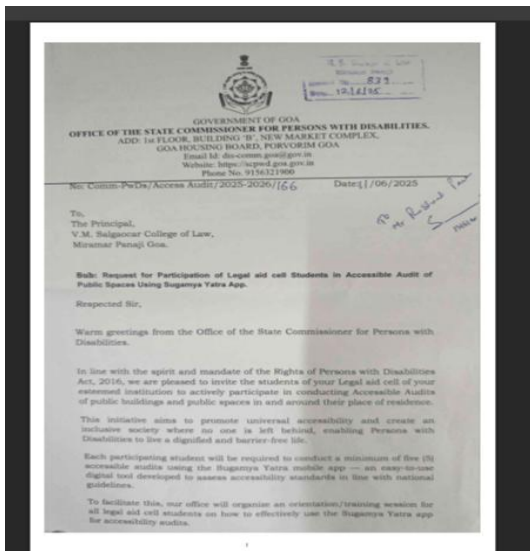 833
12/6/25
GOVERNMENT OF GOA
OFFICE OF THE STATE COMMISSIONER FOR PERSONS WITH DISABILITIES.
ADD: 1st FLOOR, BUILDING 'B', NEW MARKET COMPLEX,
GOA HOUSING BOARD, PORVORIM GOA
Email Id: dis-comm.goa@gov.in
Website: https://scpwd.goa.gov.in
Phone No. 9156321900
No: Comm-PwDs/Access Audit/2025-2026/166 Date: 11/06/2025
To,
The Principal,
V.M. Salgaocar College of Law,
Miramar Panaji Goa.
To
Mr
Sub: Request for Participation of Legal aid cell Students in Accessible Audit of
Public Spaces Using Sugamya Yatra App.
Respected Sir,
Warm greetings from the Office of the State Commissioner for Persons with
Disabilities.
In line with the spirit and mandate of the Rights of Persons with Disabilities
Act, 2016, we are pleased to invite the students of your Legal aid cell of your
esteemed institution to actively participate in conducting Accessible Audits
of public buildings and public spaces in and around their place of residence.
This initiative aims to promote universal accessibility and create an
inclusive society where no one is left behind, enabling Persons with
Disabilities to live a dignified and barrier-free life.
Each participating student will be required to conduct a minimum of five (5)
accessible audits using the Sugamya Yatra mobile app — an easy-to-use
digital tool developed to assess accessibility standards in line with national
guidelines.
To facilitate this, our office will organize an orientation/training session for
all legal aid cell students on how to effectively use the Sugamya Yatra app
for accessibility audits.